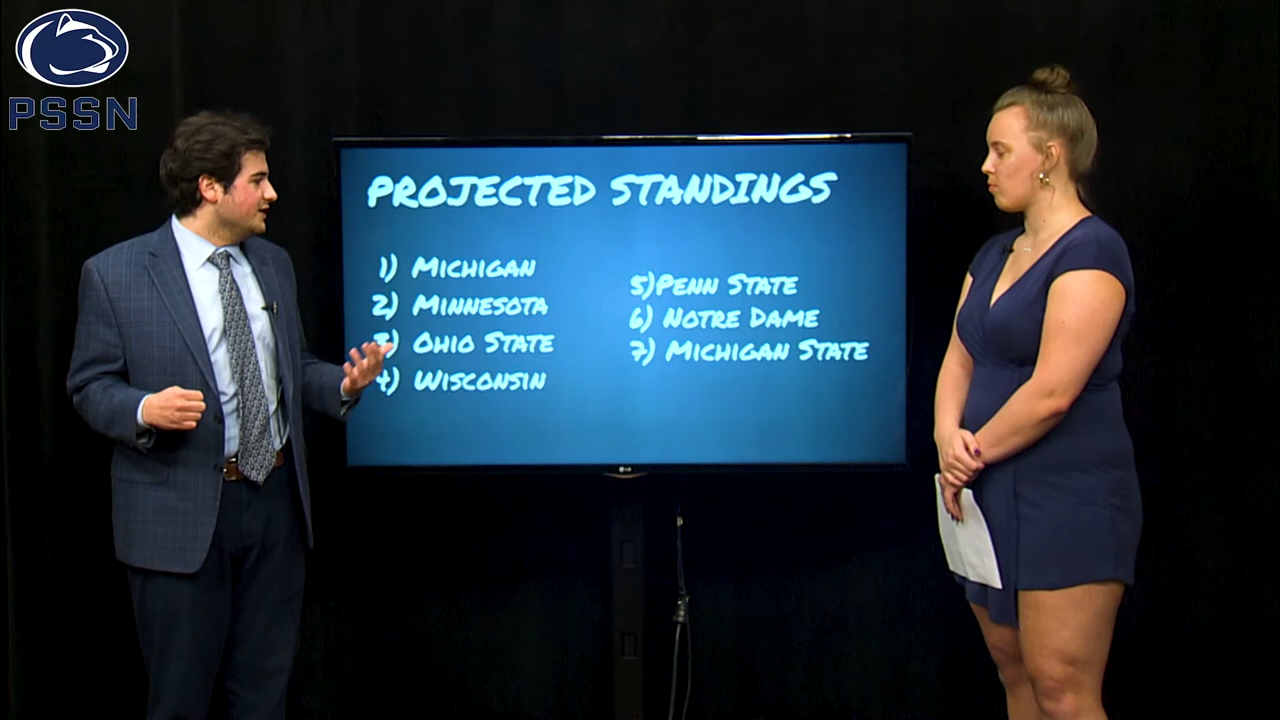 PSSN
PROJECTED STANDINGS
1) MICHIGAN
2) MINNESOTA
3) OHIO STATE
4) WISCONSIN
5)PENN STATE
6) NOTRE DAME
7) MICHIGAN STATE
LG